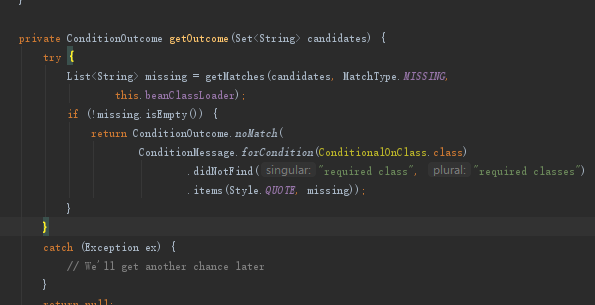 }
private ConditionOutcome getOutcome(Set<String> candidates) {
try {
List<String> missing = getMatches(candidates, MatchType.MISSING,
this.beanClassLoader);
if (!missing.isEmpty()) {
return ConditionOutcome.noMatch(
ConditionMessage.forCondition(ConditionalOnClass.class)
.didNotFind( singular: "required class", plural: "required classes")
.items(Style.QUOTE, missing));
}
}
catch (Exception ex) {
// We'll get another chance later
}
return null;